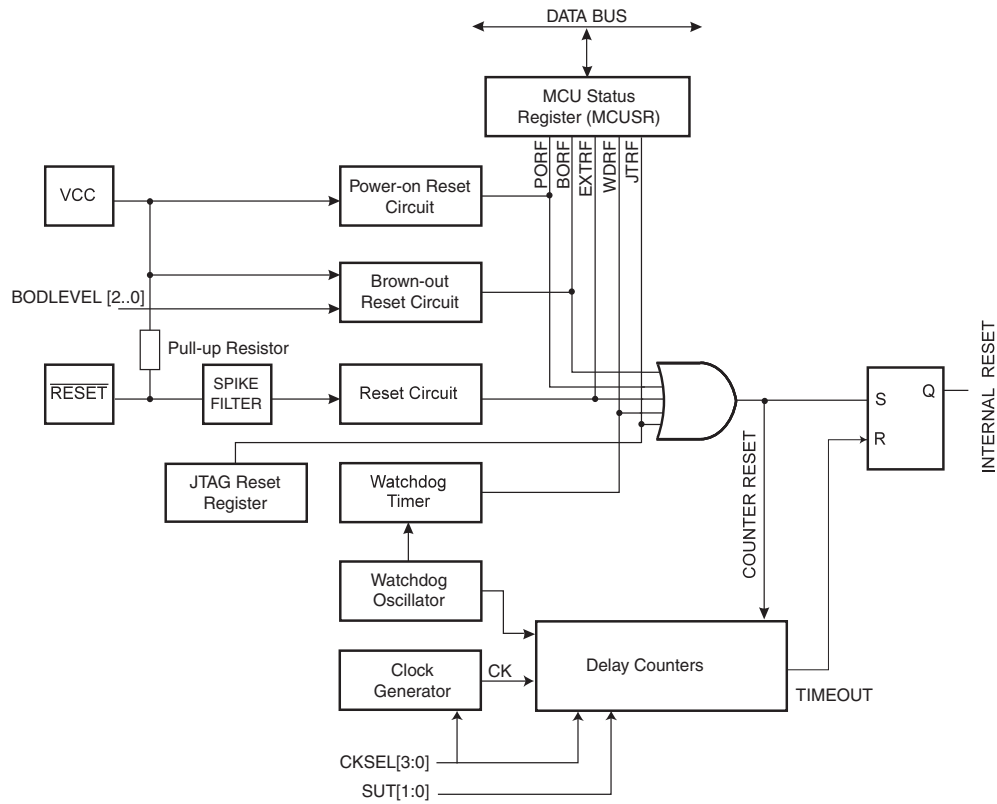 DATA BUS
MCU Status
Register (MCUSR)
PORF
BORF
EXTRF
WDRF
JTRF
VCC
Power-on Reset
Circuit
Brown-out
Reset Circuit
BODLEVEL [2..0]
Pull-up Resistor
RESET
SPIKE
FILTER
Reset Circuit
S
Q
R
INTERNAL RESET
JTAG Reset
Register
Watchdog
Timer
COUNTER RESET
Watchdog
Oscillator
Clock
Generator
CK
Delay Counters
TIMEOUT
CKSEL[3:0]
SUT[1:0]